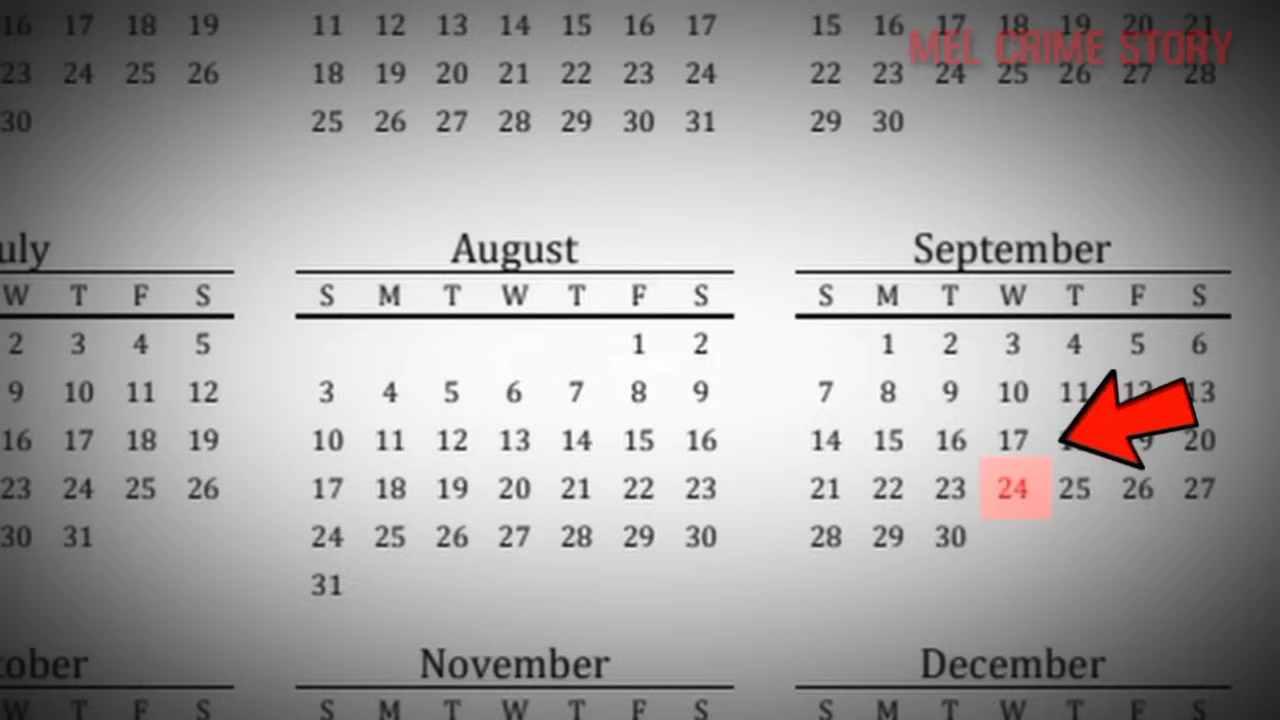 MEL CRIME STORY
16 17 18 19
23 24 25 26
30
11 12 13 14 15 16 17
18 19 20 21 22 23 24
25 26 27 28 29 30 31
15 16 17 18 19 20 21
22 23 24 25 26 27 28
29 30
uly
W T F S
2 3 4 5
9 10 11 12
16 17 18 19
23 24 25 26
30 31
August
S M T W T F S
1 2
3 4 5 6 7 8 9
10 11 12 13 14 15 16
17 18 19 20 21 22 23
24 25 26 27 28 29 30
31
September
S M T W T F S
1 2 3 4 5 6
7 8 9 10 11 12 13
14 15 16 17 20
21 22 23 24 25 26 27
28 29 30
ober
W T F S
November
S M T W T F S
December
S M T W T F S